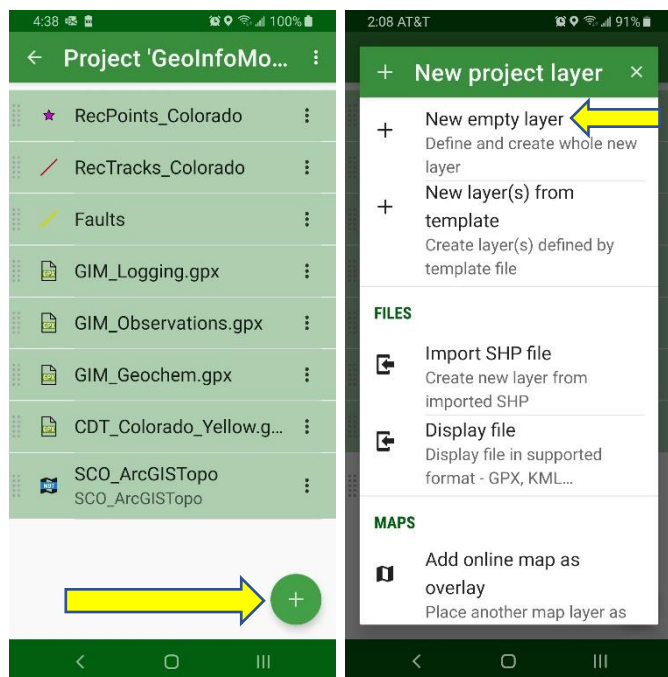 4:38
100%
Project 'GeoInfoMo...
RecPoints_Colorado
RecTracks_Colorado
Faults
GIM_Logging.gpx
GIM_Observations.gpx
GIM_Geochem.gpx
CDT_Colorado_Yellow.g...
SCO_ArcGISTopo
SCO_ArcGISTopo
+
2:08 AT&T
91%
+ New project layer ×
+ New empty layer
Define and create whole new
layer
+ New layer(s) from
template
Create layer(s) defined by
template file
FILES
Import SHP file
Create new layer from
imported SHP
Display file
Display file in supported
format - GPX, KML...
MAPS
Add online map as
overlay
Place another map layer as